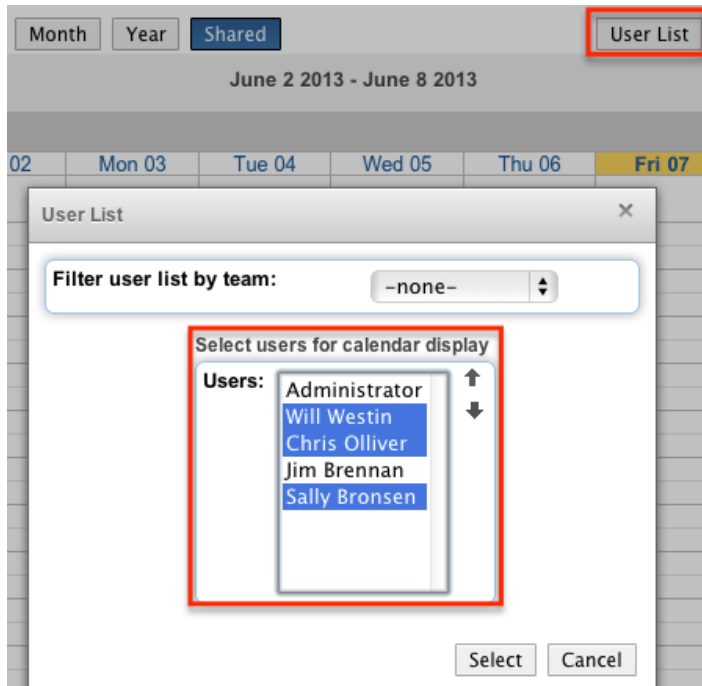 Month Year Shared User List
June 2 2013 - June 8 2013
02 Mon 03 Tue 04 Wed 05 Thu 06 Fri 07
User List ×
Filter user list by team: -none-
Select users for calendar display
Users:
Administrator
Will Westin
Chris Olliver
Jim Brennan
Sally Bronsen
Select Cancel